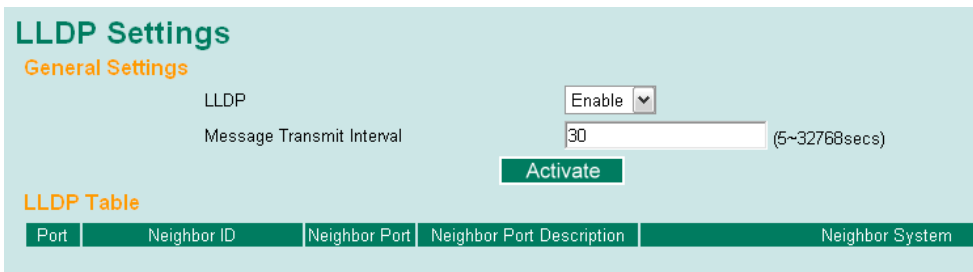 LLDP Settings
General Settings
LLDP Enable
Message Transmit Interval 30 (5~32768secs)
Activate
LLDP Table
Port Neighbor ID Neighbor Port Neighbor Port Description Neighbor System